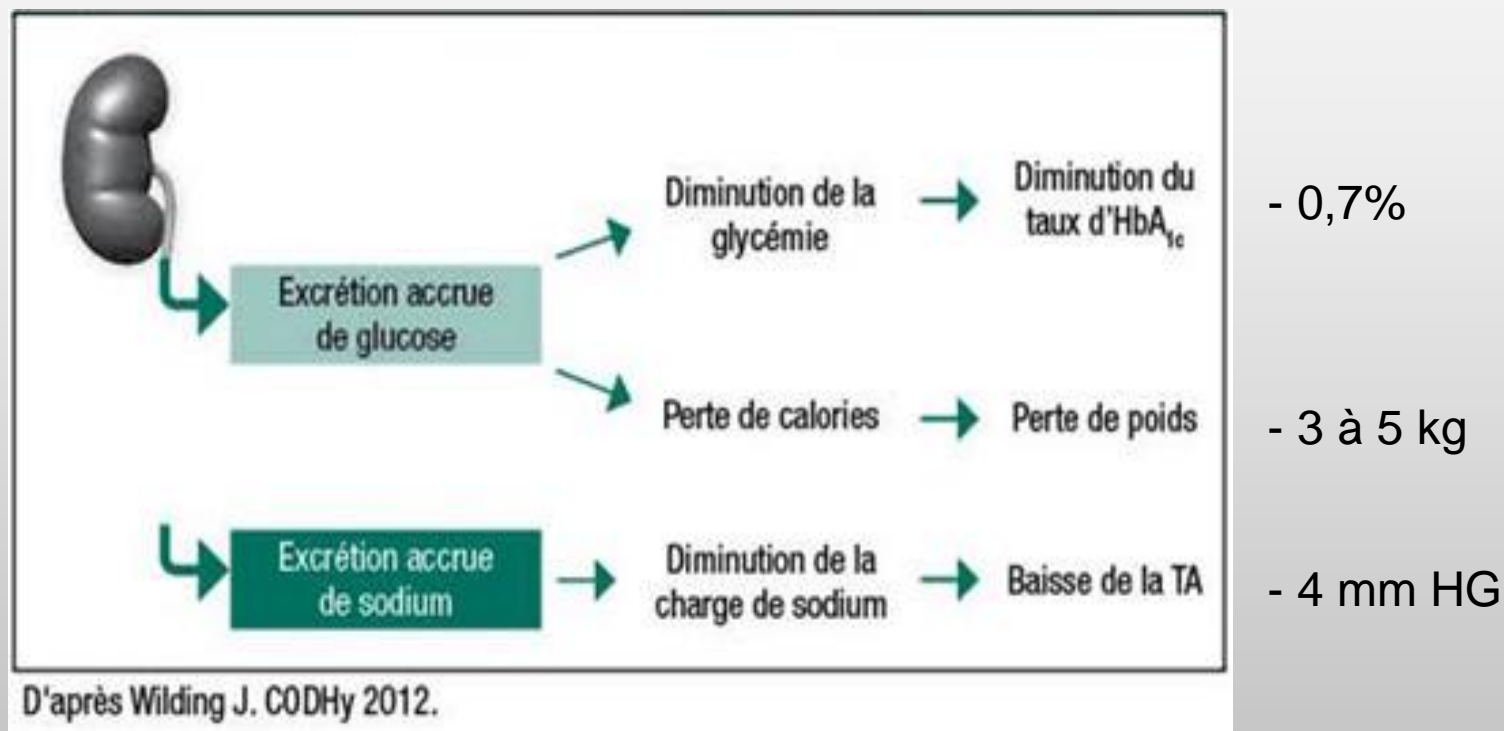 Diminution de la
glycémie
Diminution du
taux d'HbA1c
- 0,7%
Excrétion accrue
de glucose
Perte de calories
Perte de poids
- 3 à 5 kg
Excrétion accrue
de sodium
Diminution de la
charge de sodium
Baisse de la TA
- 4 mm HG
D'après Wilding J. CODHy 2012.